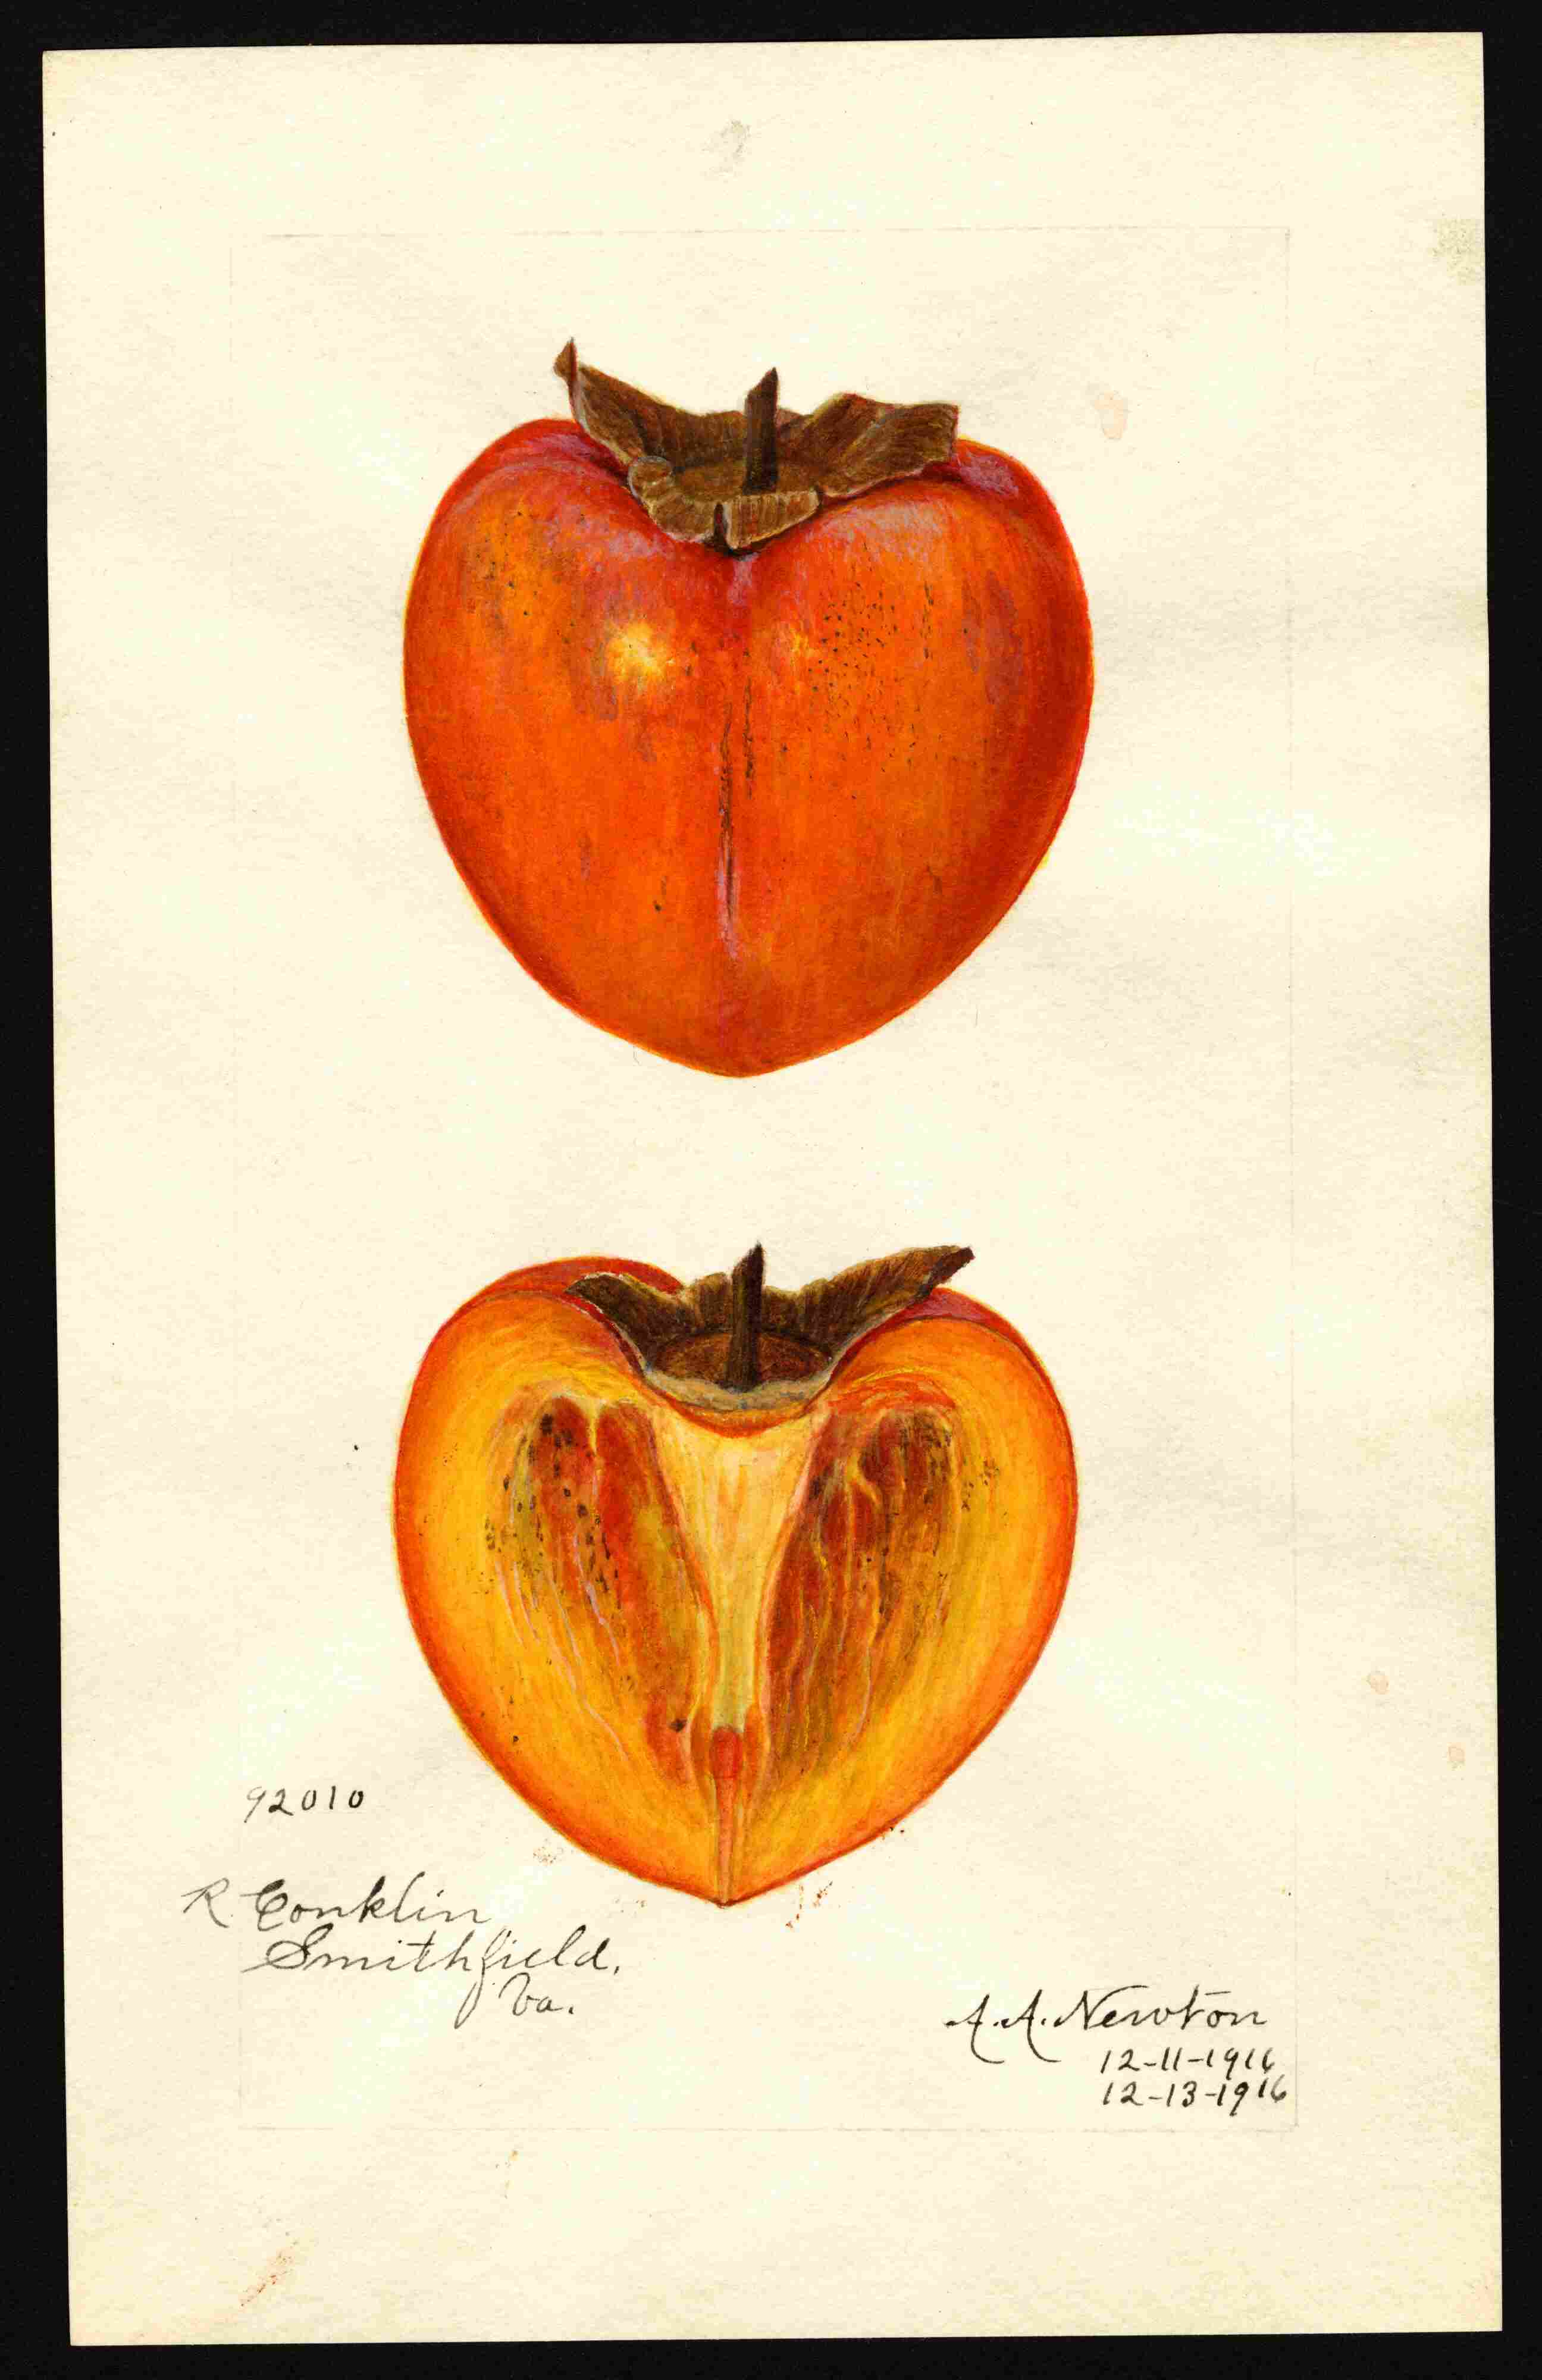 92010
R. Conklin
Smithfield.
Va.
A.A. Newton
12-11-1916
12-13-1916